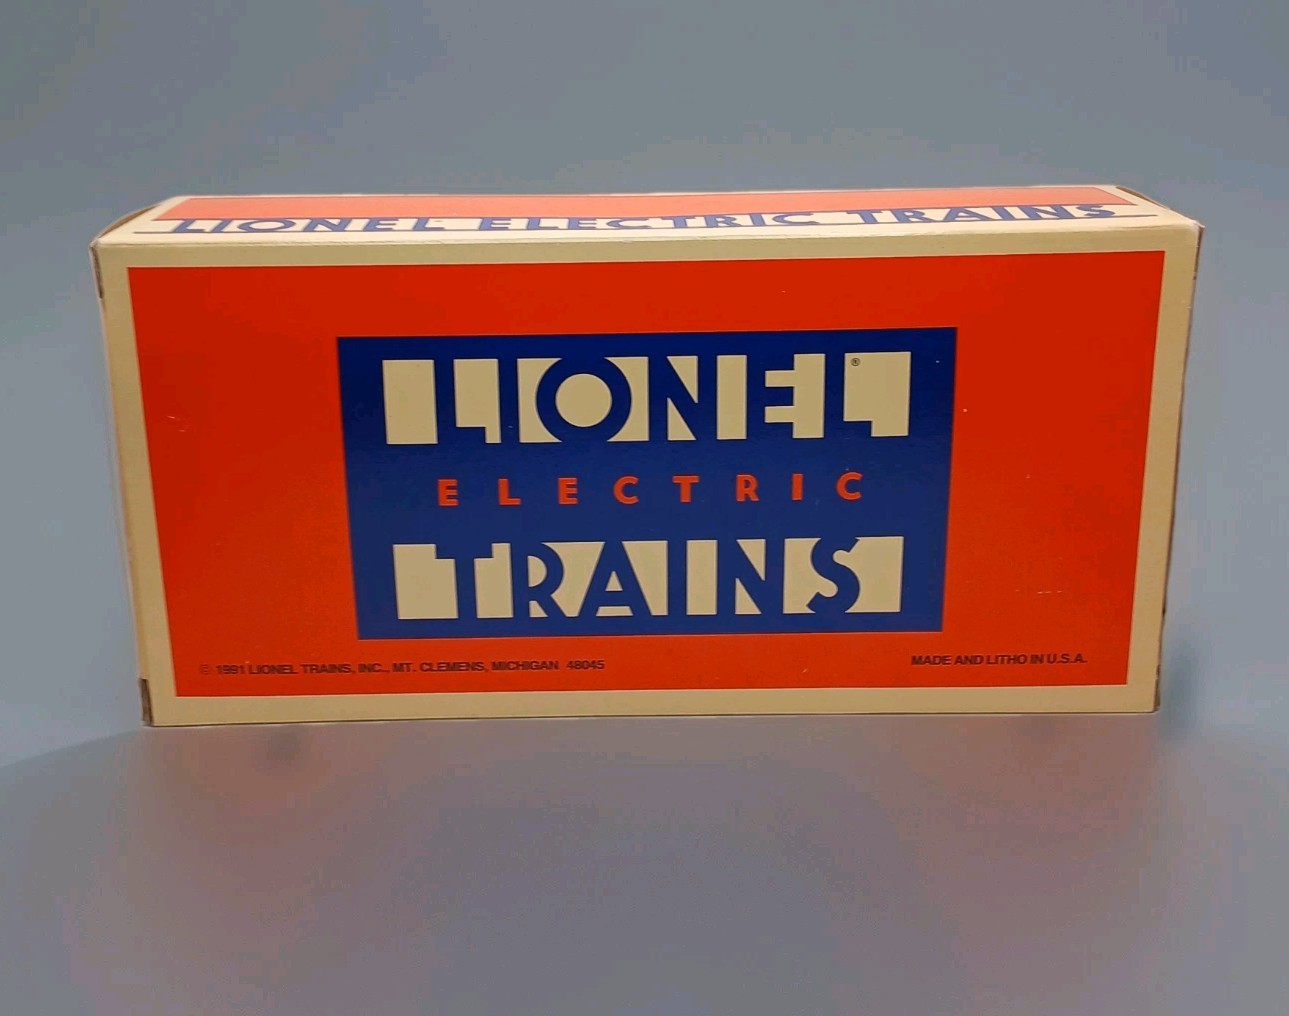 LIONEL ELECTRIC TRAINS
LIONEL®
ELECTRIC
TRAINS
© 1991 LIONEL TRAINS, INC., MT. CLEMENS, MICHIGAN 48045
MADE AND LITHO IN U.S.A.